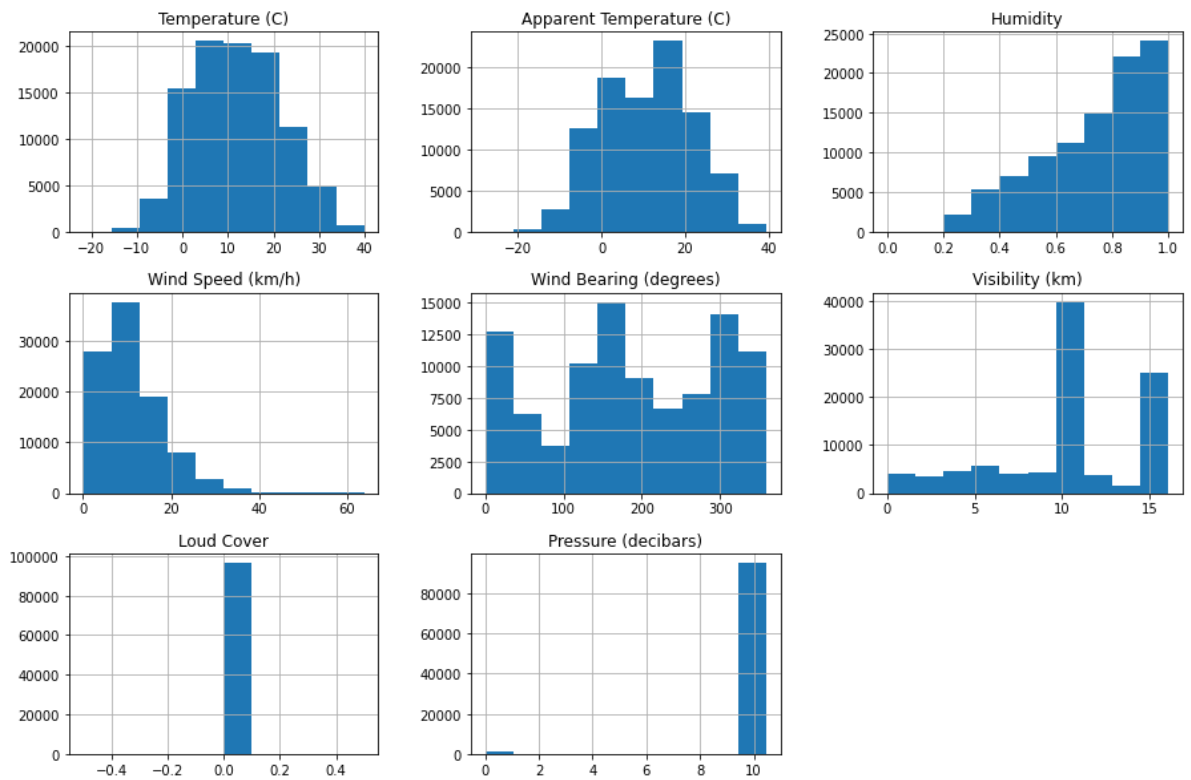 Temperature (C)
20000
15000
10000
5000
0
−20 −10 0 10 20 30 40
Apparent Temperature (C)
20000
15000
10000
5000
0
−20 0 20 40
Humidity
25000
20000
15000
10000
5000
0
0.0 0.2 0.4 0.6 0.8 1.0
Wind Speed (km/h)
30000
20000
10000
0
0 20 40 60
Wind Bearing (degrees)
15000
12500
10000
7500
5000
2500
0
0 100 200 300
Visibility (km)
40000
30000
20000
10000
0
0 5 10 15
Loud Cover
100000
80000
60000
40000
20000
0
−0.4 −0.2 0.0 0.2 0.4
Pressure (decibars)
80000
60000
40000
20000
0
0 2 4 6 8 10